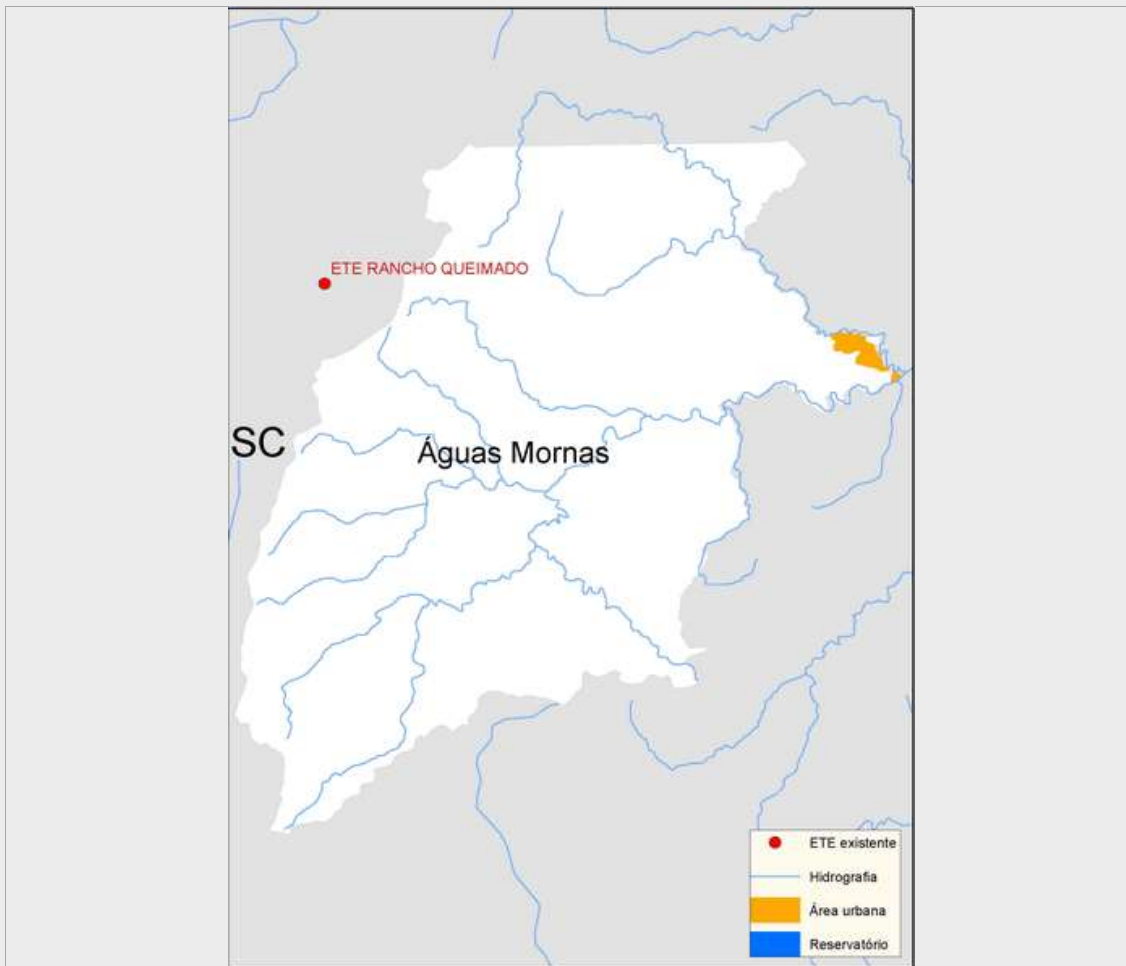 ETE RANCHO QUEIMADO
SC
Águas Mornas
ETE existente
Hidrografia
Área urbana
Reservatório